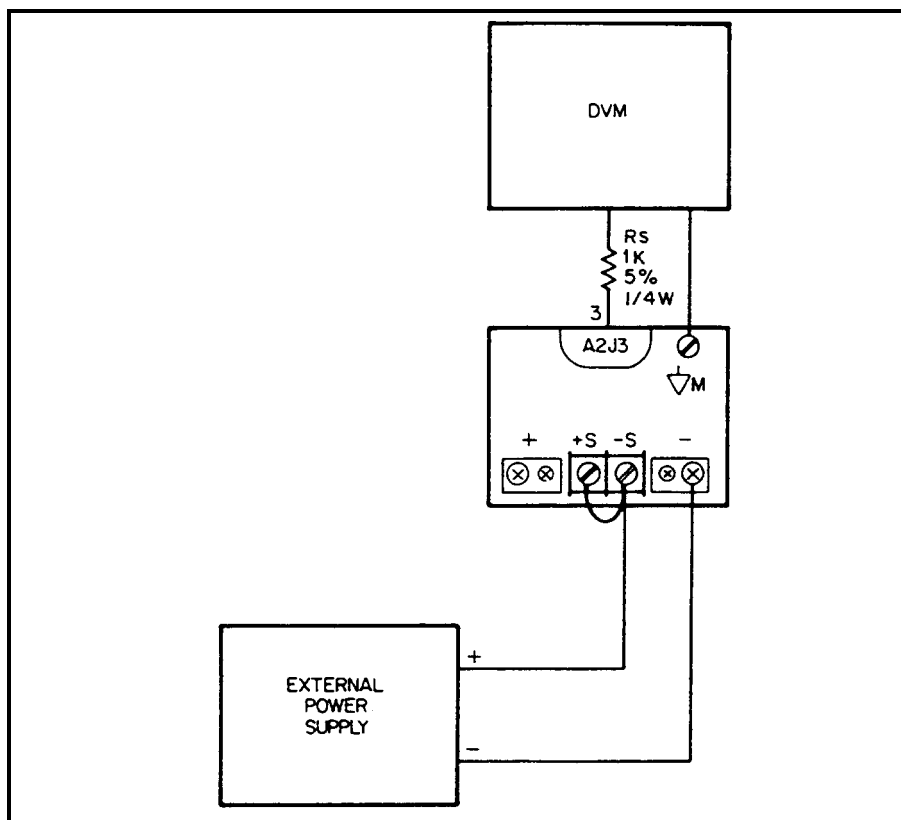 DVM
Rs
1K
5%
1/4W
3
A2J3
M
+ +S -S -
+
EXTERNAL
POWER
SUPPLY
-